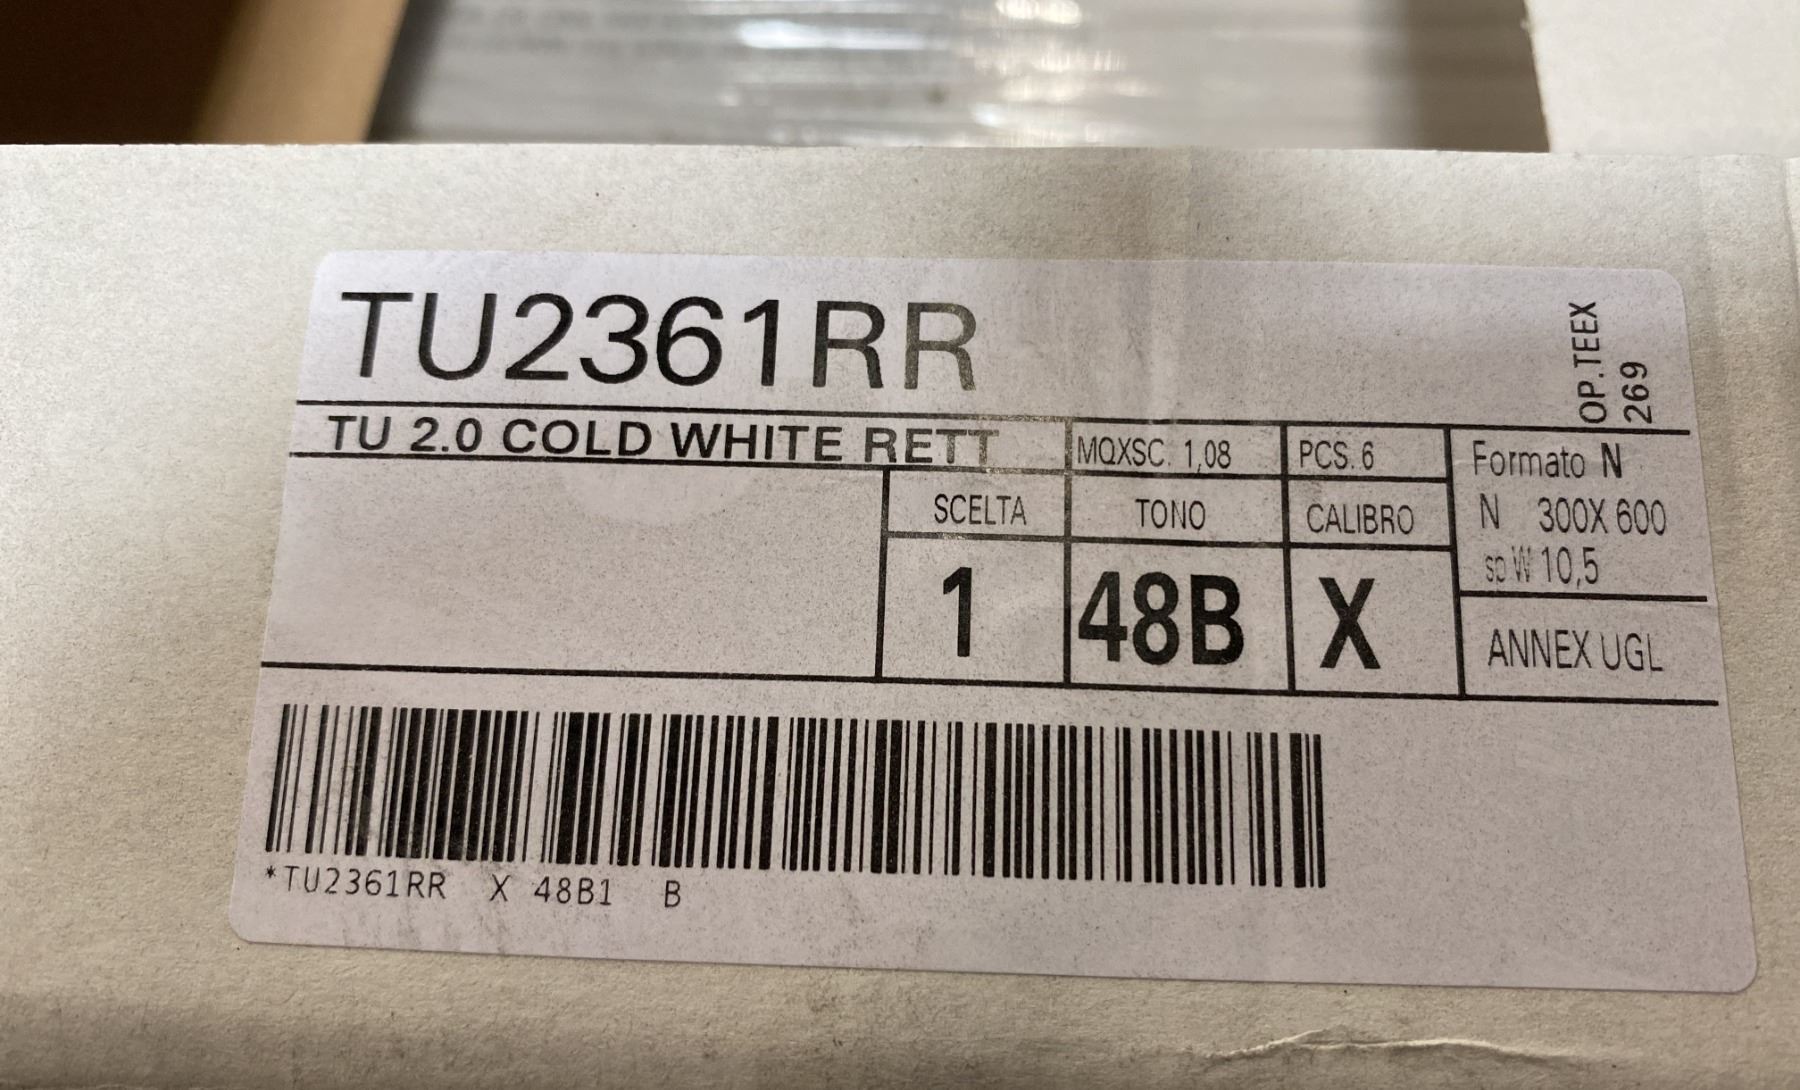 TU2361RR
OP.TEEX
269
TU 2.0 COLD WHITE RETT
MQXSC. 1,08
PCS. 6
Formato N
N 300X 600
sp W 10,5
SCELTA
TONO
CALIBRO
1
48B
X
ANNEX UGL
*TU2361RR X 48B1 B